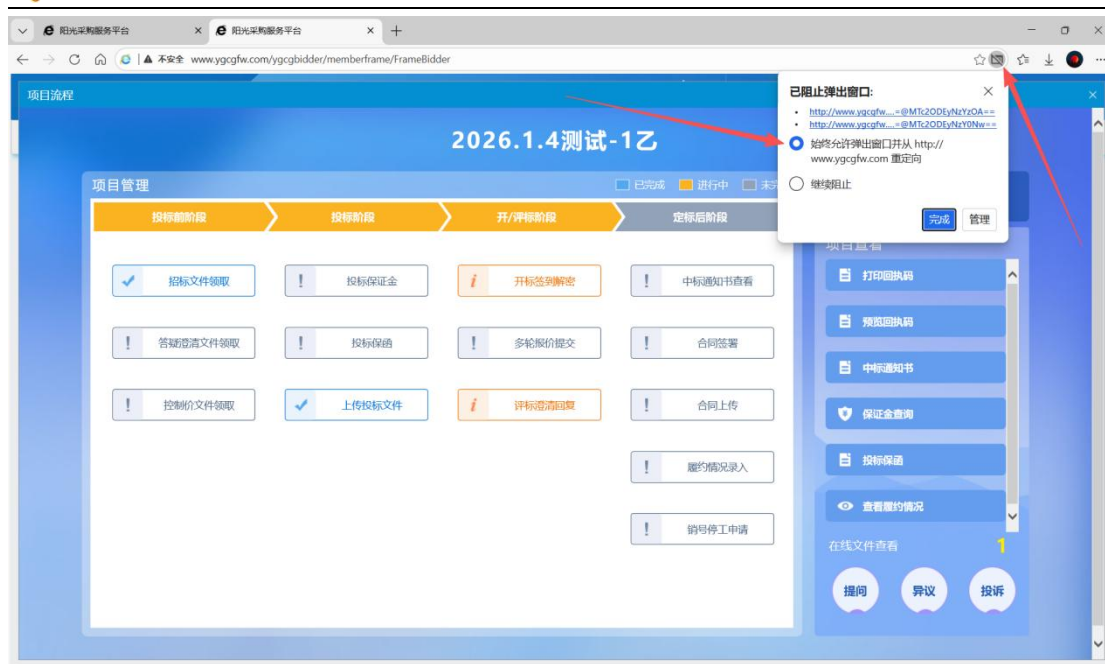 阳光采购服务平台
阳光采购服务平台
不安全 www.ygcgfw.com/ygcgbidder/memberframe/FrameBidder
项目流程
已阻止弹出窗口:
http://www.ygcgfw....=@MTc2ODEyNzYzOA==
http://www.ygcgfw....=@MTc2ODEyNzY0Nw==
始终允许弹出窗口并从 http://
www.ygcgfw.com 重定向
继续阻止
完成 管理
2026.1.4测试-1乙
项目管理
已完成 进行中
投标前阶段 投标阶段 开/评标阶段 定标后阶段
招标文件领取 投标保证金 开标签到解密 中标通知书查看
答疑澄清文件领取 投标保函 多轮报价提交 合同签署
控制价文件领取 上传投标文件 评标澄清回复 合同上传
履约情况录入
销号停工申请
项目查看
打印回执码
预览回执码
中标通知书
保证金查询
投标保函
查看履约情况
在线文件查看 1
提问 异议 投诉